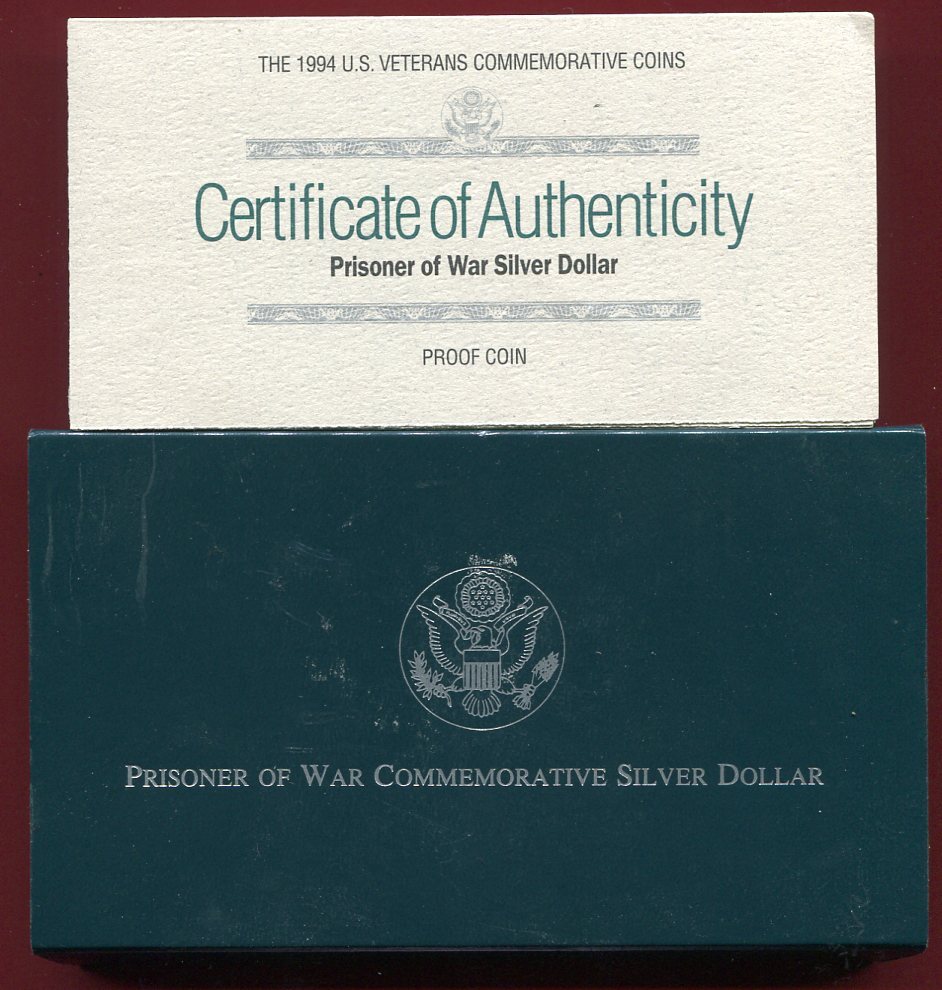 THE 1994 U.S. VETERANS COMMEMORATIVE COINS
Certificate of Authenticity
Prisoner of War Silver Dollar
PROOF COIN
PRISONER OF WAR COMMEMORATIVE SILVER DOLLAR